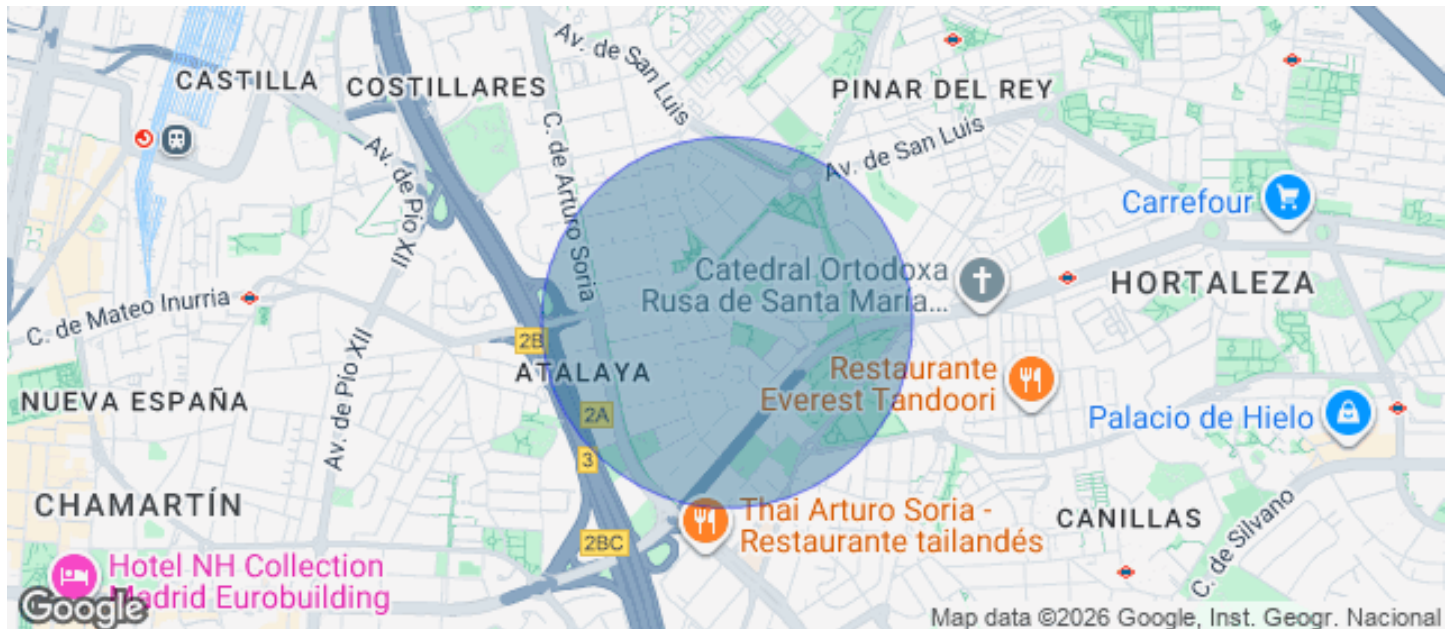 Av. de San Luis
CASTILLA
COSTILLARES
PINAR DEL REY
C. de Arturo Soria
Av. de San Luis
Av. de Pío XII
Carrefour
Catedral Ortodoxa
Rusa de Santa María...
HORTALEZA
C. de Mateo Inurria
2B
ATALAYA
Restaurante
Everest Tandoori
NUEVA ESPAÑA
Av. de Pío XII
2A
Palacio de Hielo
3
CHAMARTÍN
Thai Arturo Soria -
Restaurante tailandés
CANILLAS
C. de Silvano
2BC
Hotel NH Collection
Madrid Eurobuilding
Google
Map data ©2026 Google, Inst. Geogr. Nacional